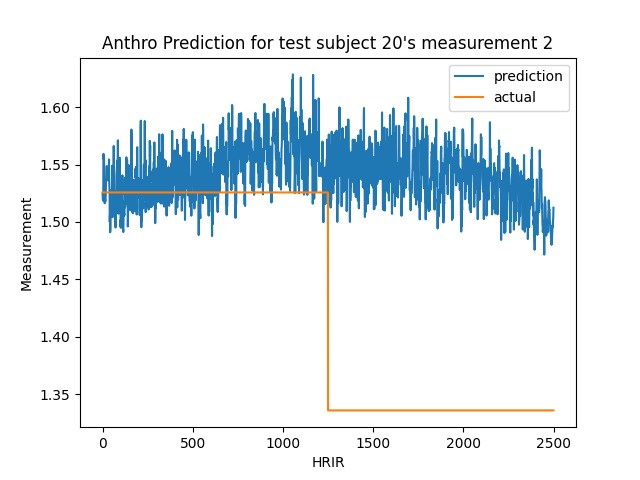 Anthro Prediction for test subject 20's measurement 2
prediction
actual
1.60
1.55
1.50
1.45
1.40
1.35
Measurement
0
500
1000
1500
2000
2500
HRIR